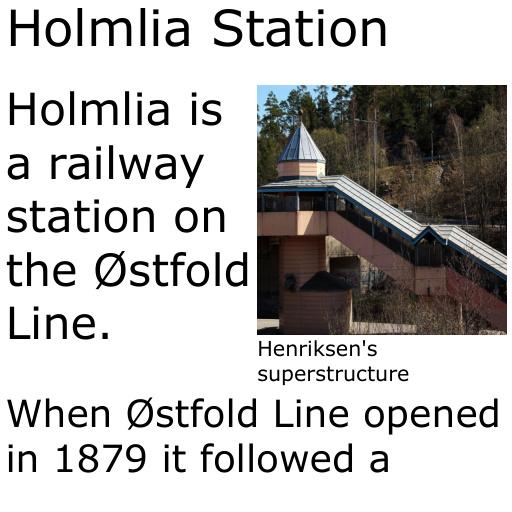 Holmlia Station
Holmlia is
a railway
station on
the Østfold
Line.
Henriksen's
superstructure
When Østfold Line opened
in 1879 it followed a